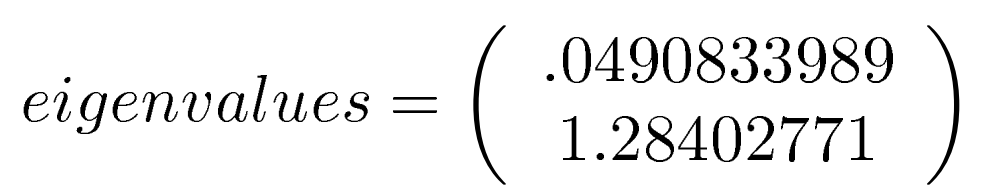 eigenvalues = ( .0490833989
1.28402771 )